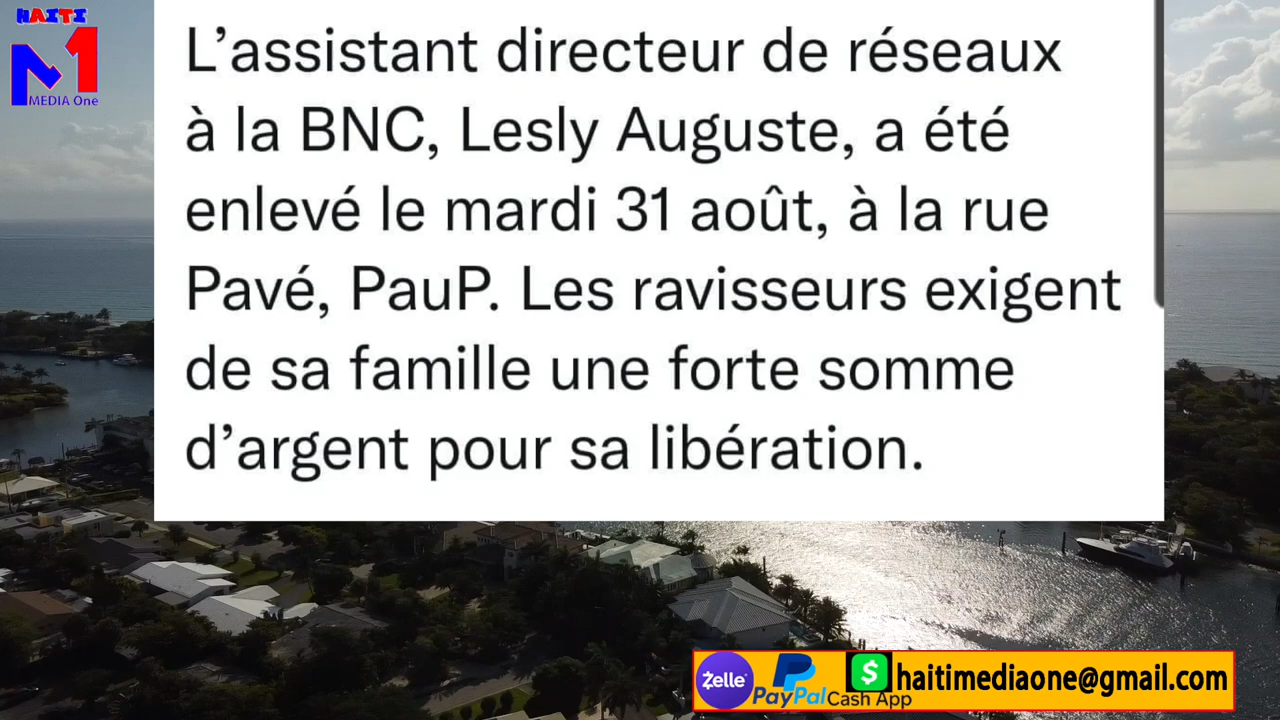 HAITI
M1
MEDIA One
L’assistant directeur de réseaux
à la BNC, Lesly Auguste, a été
enlevé le mardi 31 août, à la rue
Pavé, PauP. Les ravisseurs exigent
de sa famille une forte somme
d’argent pour sa libération.
Zelle
PayPal
$
Cash App
haitimediaone@gmail.com